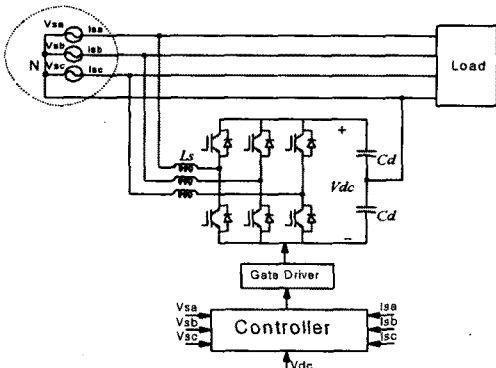 Vsa Isa
Vsb Isb
N
Vsc Isc
Load
Ls
+
Cd
Vdc
Cd
−
Gate Driver
Vsa Isa
Vsb Controller Isb
Vsc Isc
Vdc